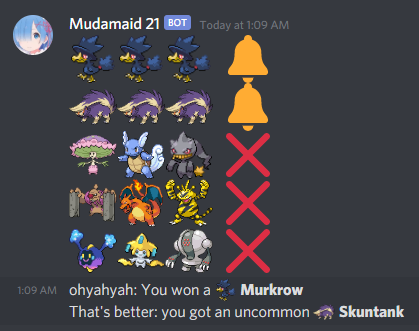 Mudamaid 21 BOT Today at 1:09 AM
1:09 AM ohyahyah: You won a Murkrow
That's better: you got an uncommon Skuntank